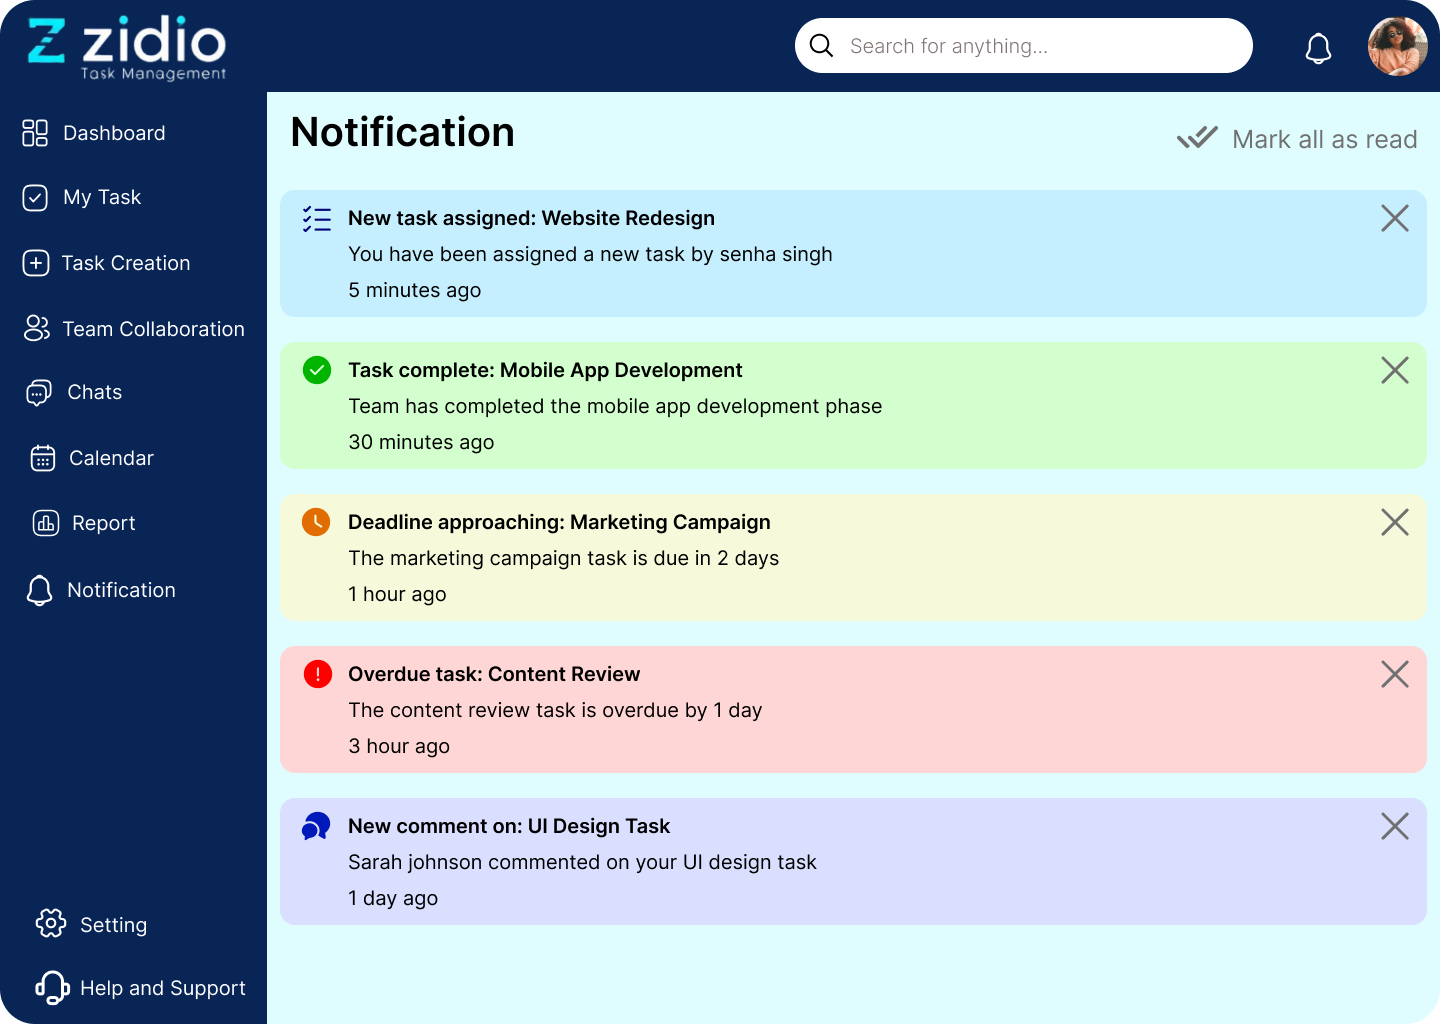 zidio
Task Management
Search for anything...
Dashboard
My Task
Task Creation
Team Collaboration
Chats
Calendar
Report
Notification
Setting
Help and Support
Notification
Mark all as read
New task assigned: Website Redesign
You have been assigned a new task by senha singh
5 minutes ago
Task complete: Mobile App Development
Team has completed the mobile app development phase
30 minutes ago
Deadline approaching: Marketing Campaign
The marketing campaign task is due in 2 days
1 hour ago
Overdue task: Content Review
The content review task is overdue by 1 day
3 hour ago
New comment on: UI Design Task
Sarah johnson commented on your UI design task
1 day ago